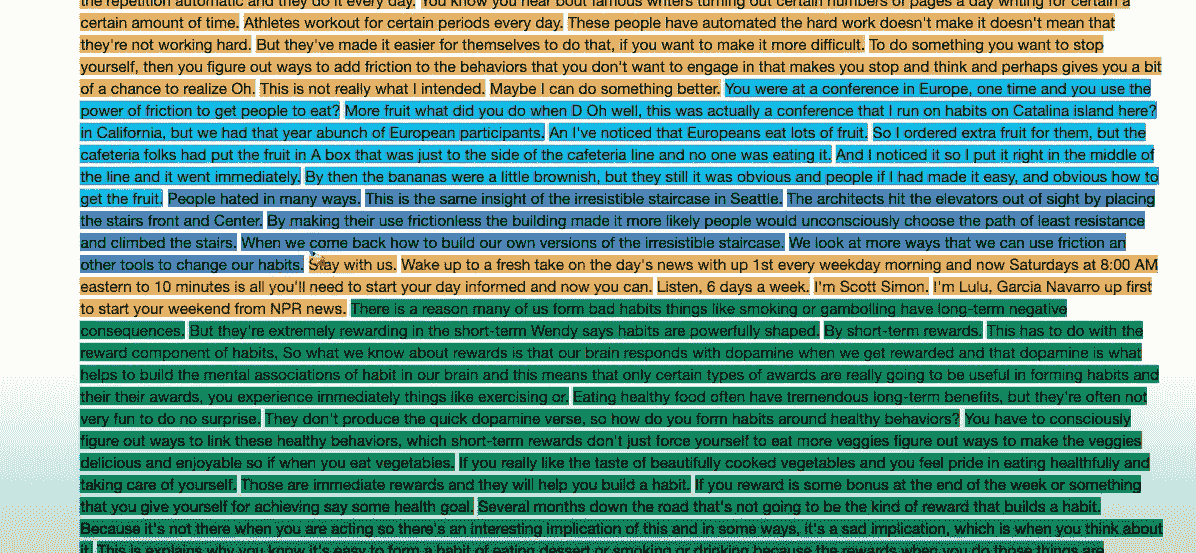 the repetition automatic and they do it every day. You know you hear bout famous writers turning out certain numbers of pages a day writing for certain a
certain amount of time. Athletes workout for certain periods every day. These people have automated the hard work doesn't make it doesn't mean that
they're not working hard. But they've made it easier for themselves to do that, if you want to make it more difficult. To do something you want to stop
yourself, then you figure out ways to add friction to the behaviors that you don't want to engage in that makes you stop and think and perhaps gives you a bit
of a chance to realize Oh. This is not really what I intended. Maybe I can do something better. You were at a conference in Europe, one time and you use the
power of friction to get people to eat? More fruit what did you do when D Oh well, this was actually a conference that I run on habits on Catalina island here?
in California, but we had that year abunch of European participants. An I've noticed that Europeans eat lots of fruit. So I ordered extra fruit for them, but the
cafeteria folks had put the fruit in A box that was just to the side of the cafeteria line and no one was eating it. And I noticed it so I put it right in the middle of
the line and it went immediately. By then the bananas were a little brownish, but they still it was obvious and people if I had made it easy, and obvious how to
get the fruit. People hated in many ways. This is the same insight of the irresistible staircase in Seattle. The architects hit the elevators out of sight by placing
the stairs front and Center. By making their use frictionless the building made it more likely people would unconsciously choose the path of least resistance
and climbed the stairs. When we come back how to build our own versions of the irresistible staircase. We look at more ways that we can use friction an
other tools to change our habits. Stay with us. Wake up to a fresh take on the day's news with up 1st every weekday morning and now Saturdays at 8:00 AM
eastern to 10 minutes is all you'll need to start your day informed and now you can. Listen, 6 days a week. I'm Scott Simon. I'm Lulu, Garcia Navarro up first
to start your weekend from NPR news. There is a reason many of us form bad habits things like smoking or gambolling have long-term negative
consequences. But they're extremely rewarding in the short-term Wendy says habits are powerfully shaped. By short-term rewards. This has to do with the
reward component of habits, So what we know about rewards is that our brain responds with dopamine when we get rewarded and that dopamine is what
helps to build the mental associations of habit in our brain and this means that only certain types of awards are really going to be useful in forming habits and
their their awards, you experience immediately things like exercising or. Eating healthy food often have tremendous long-term benefits, but they're often not
very fun to do no surprise. They don't produce the quick dopamine verse, so how do you form habits around healthy behaviors? You have to consciously
figure out ways to link these healthy behaviors, which short-term rewards don't just force yourself to eat more veggies figure out ways to make the veggies
delicious and enjoyable so if when you eat vegetables. If you really like the taste of beautifully cooked vegetables and you feel pride in eating healthfully and
taking care of yourself. Those are immediate rewards and they will help you build a habit. If you reward is some bonus at the end of the week or something
that you give yourself for achieving say some health goal. Several months down the road that's not going to be the kind of reward that builds a habit.
Because it's not there when you are acting so there's an interesting implication of this and in some ways, it's a sad implication, which is when you think about
it. This is explains why you know it's easy to form a habit of eating dessert or smoking or drinking because the rewards when you do those things are